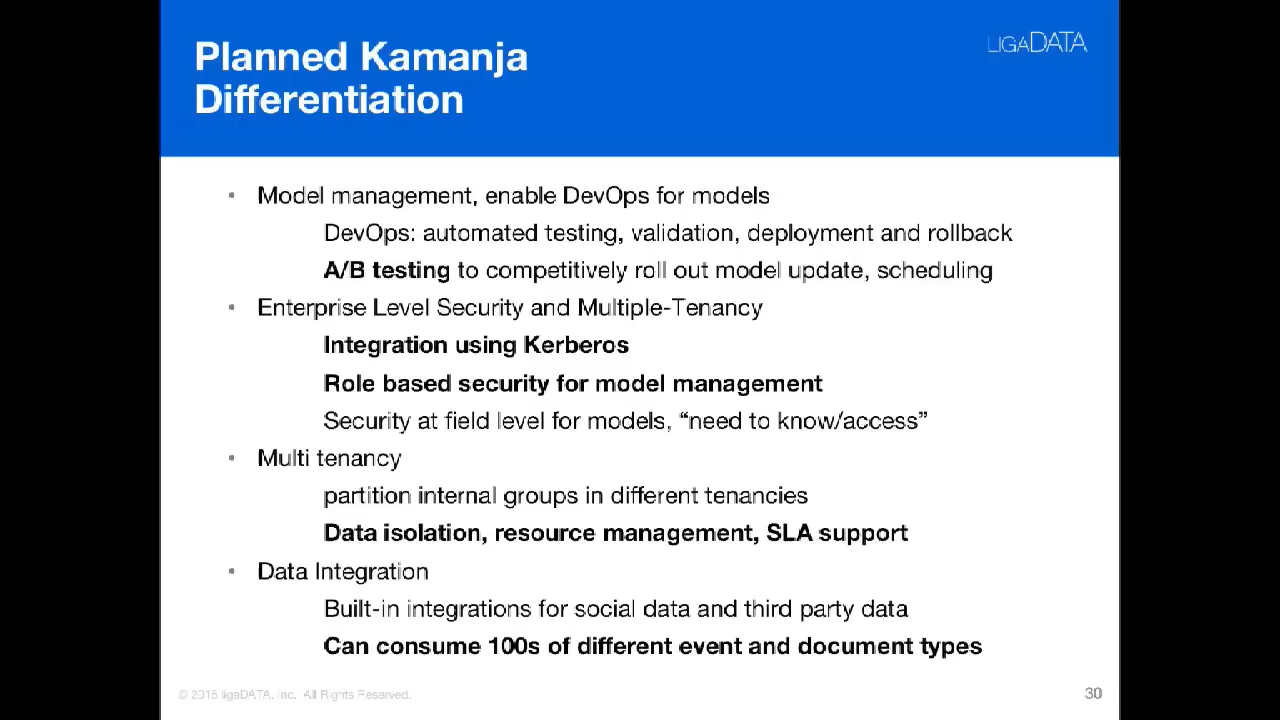 Planned Kamanja
Differentiation
LIGADATA
• Model management, enable DevOps for models
DevOps: automated testing, validation, deployment and rollback
A/B testing to competitively roll out model update, scheduling
• Enterprise Level Security and Multiple-Tenancy
Integration using Kerberos
Role based security for model management
Security at field level for models, “need to know/access”
• Multi tenancy
partition internal groups in different tenancies
Data isolation, resource management, SLA support
• Data Integration
Built-in integrations for social data and third party data
Can consume 100s of different event and document types
© 2015 ligaDATA, Inc. All Rights Reserved.
30